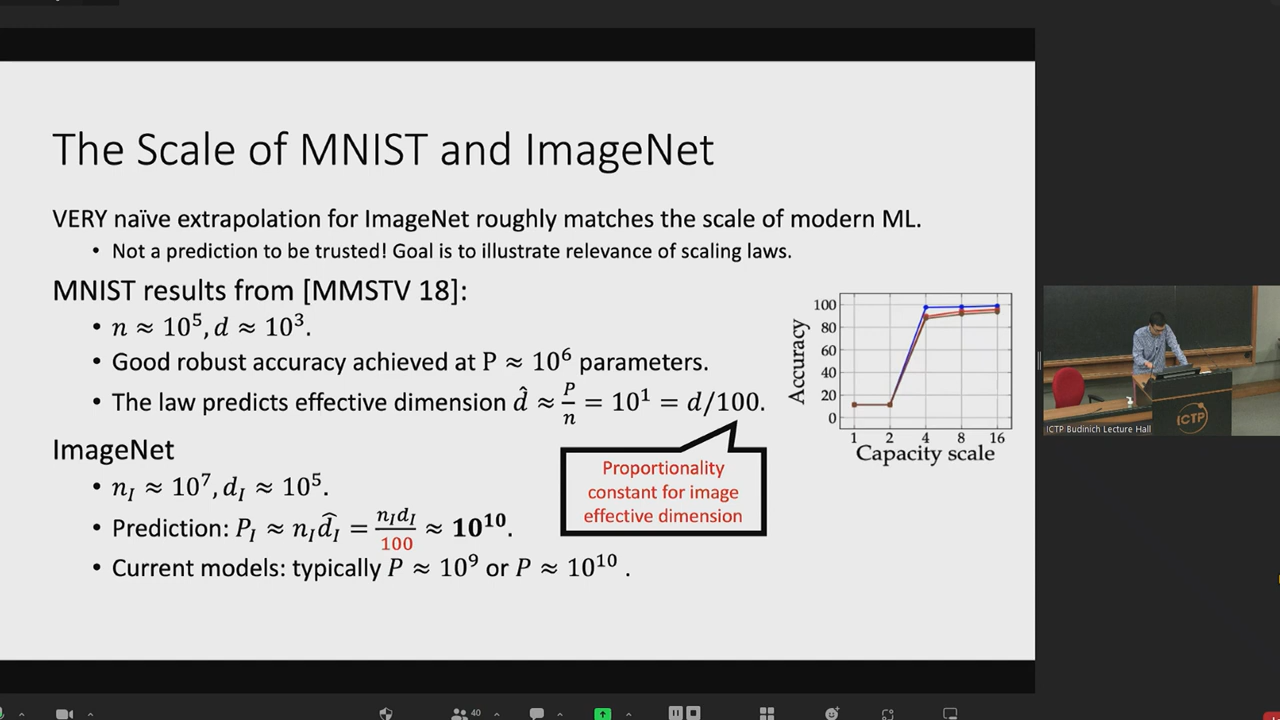 The Scale of MNIST and ImageNet
VERY naïve extrapolation for ImageNet roughly matches the scale of modern ML.
• Not a prediction to be trusted! Goal is to illustrate relevance of scaling laws.
MNIST results from [MMSTV 18]:
• n ≈ 10⁵, d ≈ 10³.
• Good robust accuracy achieved at P ≈ 10⁶ parameters.
• The law predicts effective dimension d̂ ≈ P/n = 10¹ = d/100.
Proportionality
constant for image
effective dimension
ImageNet
• n_I ≈ 10⁷, d_I ≈ 10⁵.
• Prediction: P_I ≈ n_I d̂_I = n_I d_I/100 ≈ 10¹⁰.
• Current models: typically P ≈ 10⁹ or P ≈ 10¹⁰ .
Accuracy
100
80
60
40
20
0
1 2 4 8 16
Capacity scale
ICTP
ICTP Budinich Lecture Hall
40